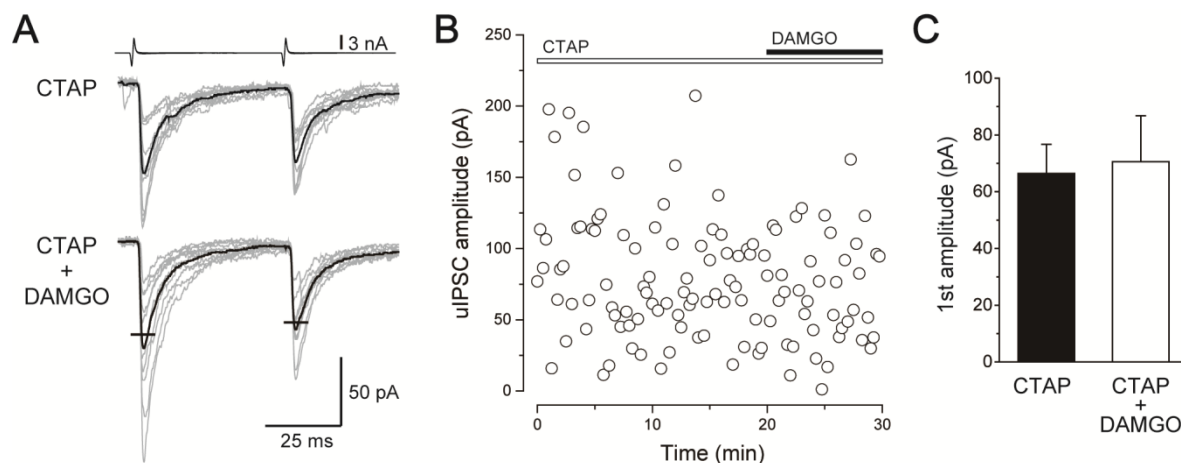 A
3 nA
CTAP
CTAP
+
DAMGO
50 pA
25 ms
B
250
200
150
100
50
0
uIPSC amplitude (pA)
CTAP
DAMGO
0
10
20
30
Time (min)
C
100
80
60
40
20
0
1st amplitude (pA)
CTAP
CTAP
+
DAMGO